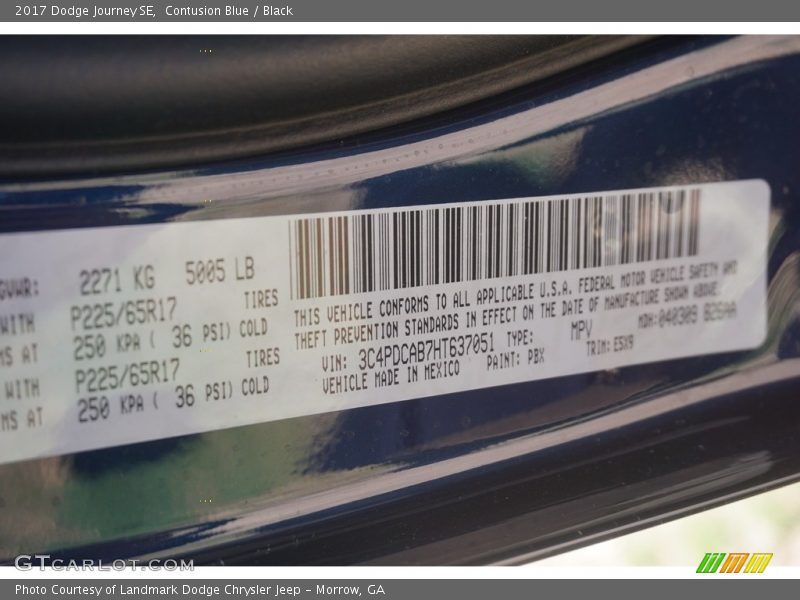 2017 Dodge Journey SE,  Contusion Blue / Black
GVWR: 2271 KG 5005 LB
WITH P225/65R17 TIRES
MS AT 250 KPA ( 36 PSI) COLD
WITH P225/65R17 TIRES
MS AT 250 KPA ( 36 PSI) COLD
THIS VEHICLE CONFORMS TO ALL APPLICABLE U.S.A. FEDERAL MOTOR VEHICLE SAFETY AND
THEFT PREVENTION STANDARDS IN EFFECT ON THE DATE OF MANUFACTURE SHOWN ABOVE.
VIN: 3C4PDCAB7HT637051 TYPE: MPV MDH:
VEHICLE MADE IN MEXICO PAINT: PBX TRIM:
GTCARLOT.COM
Photo Courtesy of Landmark Dodge Chrysler Jeep – Morrow, GA